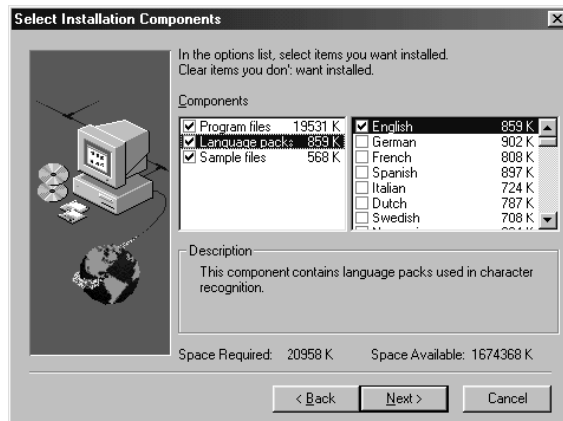 Select Installation Components
In the options list, select items you want installed.
Clear items you don't want installed.
Components
Program files 19531 K
Language packs 859 K
Sample files 568 K
English 859 K
German 902 K
French 808 K
Spanish 897 K
Italian 724 K
Dutch 787 K
Swedish 708 K
Description
This component contains language packs used in character
recognition.
Space Required: 20958 K Space Available: 1674368 K
< Back Next > Cancel